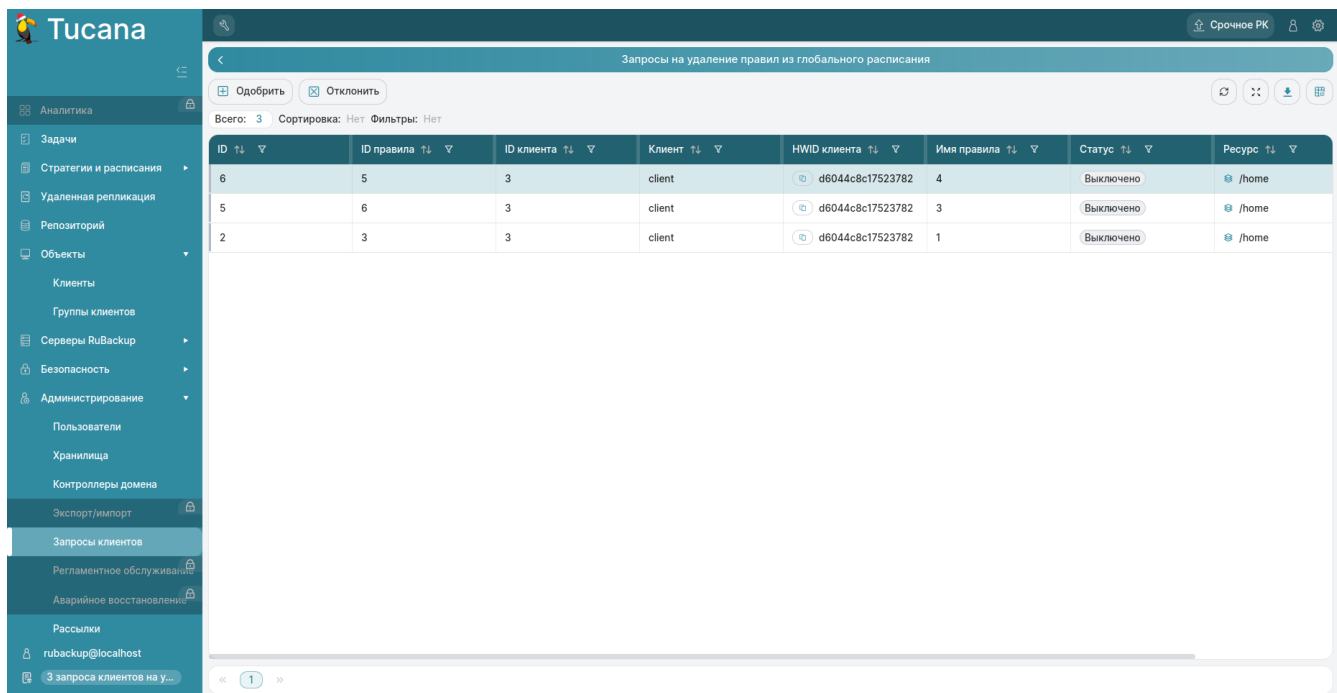 Tucana
Срочное РК
Запросы на удаление правил из глобального расписания
Одобрить Отклонить
Всего: 3 Сортировка: Нет Фильтры: Нет
ID ID правила ID клиента Клиент HWID клиента Имя правила Статус Ресурс
6 5 3 client d6044c8c17523782 4 Выключено /home
5 6 3 client d6044c8c17523782 3 Выключено /home
2 3 3 client d6044c8c17523782 1 Выключено /home
Аналитика
Задачи
Стратегии и расписания
Удаленная репликация
Репозиторий
Объекты
Клиенты
Группы клиентов
Серверы RuBackup
Безопасность
Администрирование
Пользователи
Хранилища
Контроллеры домена
Экспорт/импорт
Запросы клиентов
Регламентное обслуживание
Аварийное восстановление
Рассылки
rubackup@localhost
3 запроса клиентов на у...
« 1 »